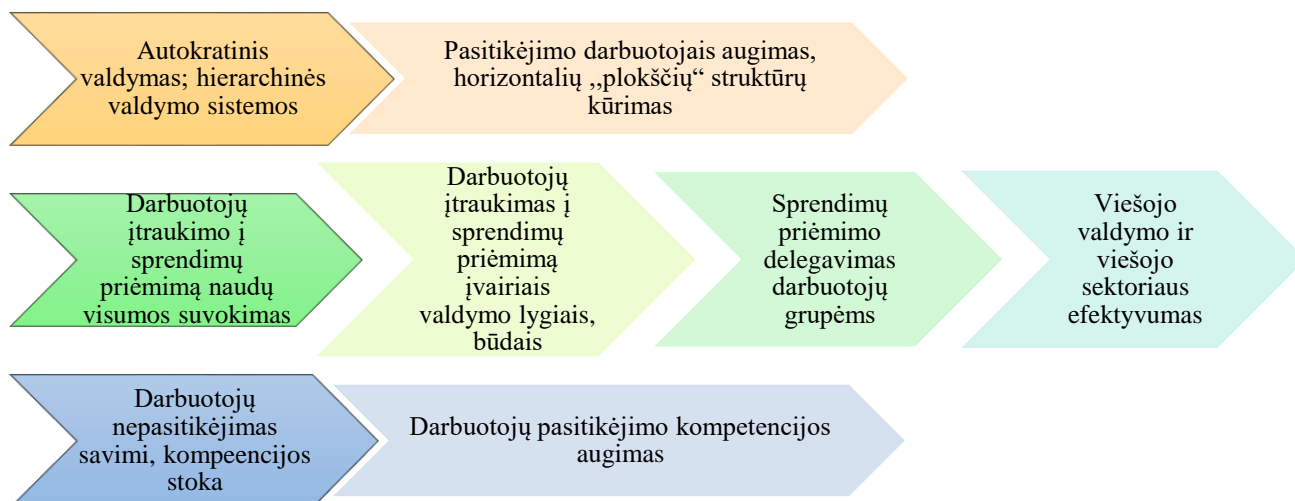 Autokratinis
valdymas; hierarchinės
valdymo sistemos
Pasitikėjimo darbuotojais augimas,
horizontalių ,,plokščių“ struktūrų
kūrimas
Darbuotojų
įtraukimo į
sprendimų
priėmimą naudų
visumos suvokimas
Darbuotojų
įtraukimas į
sprendimų
priėmimą
įvairiais
valdymo lygiais,
būdais
Sprendimų
priėmimo
delegavimas
darbuotojų
grupėms
Viešojo
valdymo ir
viešojo
sektoriaus
efektyvumas
Darbuotojų
nepasitikėjimas
savimi, kompeencijos
stoka
Darbuotojų pasitikėjimo kompetencijos
augimas